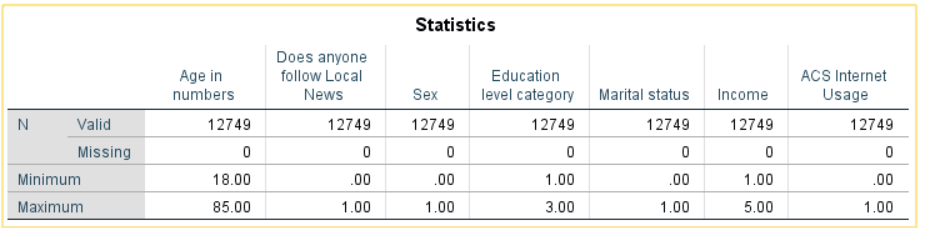 Statistics
Age in numbers Does anyone follow Local News Sex Education level category Marital status Income ACS Internet Usage
N Valid 12749 12749 12749 12749 12749 12749 12749
Missing 0 0 0 0 0 0 0
Minimum 18.00 .00 .00 1.00 .00 1.00 .00
Maximum 85.00 1.00 1.00 3.00 1.00 5.00 1.00